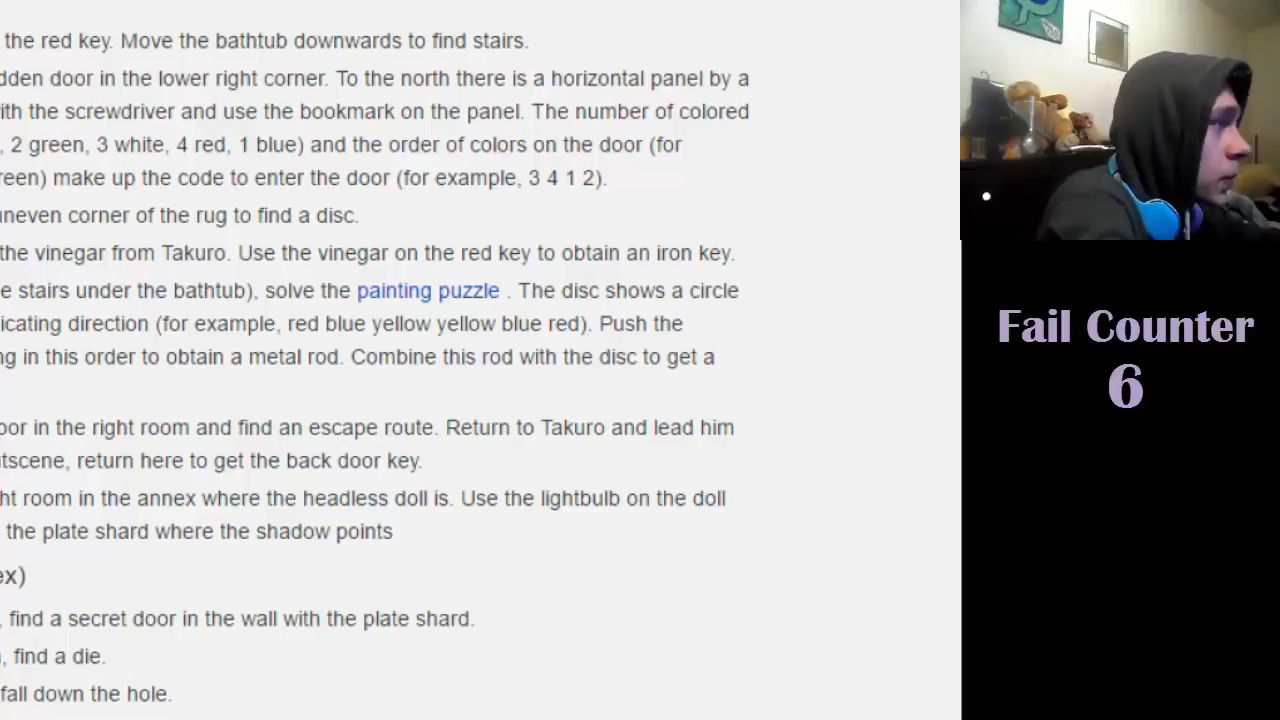 the red key. Move the bathtub downwards to find stairs.
dden door in the lower right corner. To the north there is a horizontal panel by a
ith the screwdriver and use the bookmark on the panel. The number of colored
, 2 green, 3 white, 4 red, 1 blue) and the order of colors on the door (for
reen) make up the code to enter the door (for example, 3 4 1 2).
uneven corner of the rug to find a disc.
the vinegar from Takuro. Use the vinegar on the red key to obtain an iron key.
e stairs under the bathtub), solve the painting puzzle . The disc shows a circle
icating direction (for example, red blue yellow yellow blue red). Push the
ng in this order to obtain a metal rod. Combine this rod with the disc to get a
oor in the right room and find an escape route. Return to Takuro and lead him
utscene, return here to get the back door key.
ht room in the annex where the headless doll is. Use the lightbulb on the doll
the plate shard where the shadow points
ex)
, find a secret door in the wall with the plate shard.
, find a die.
fall down the hole.
Fail Counter
6